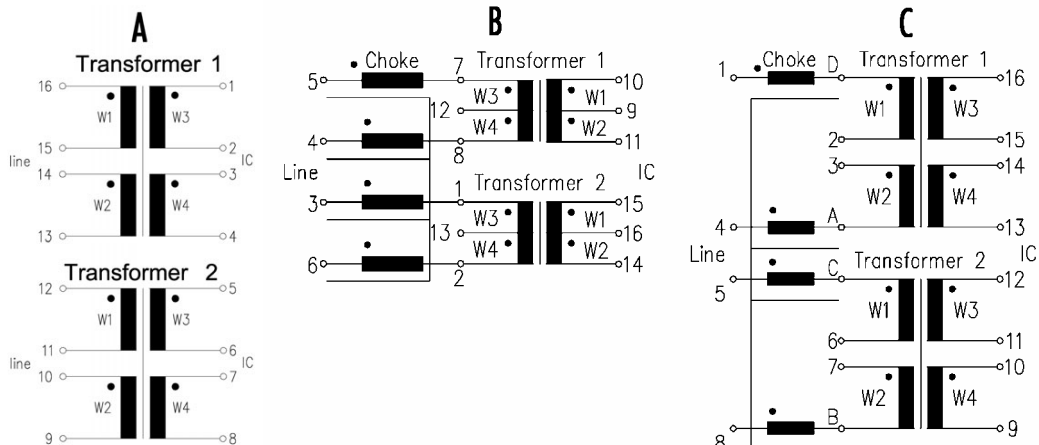 A
Transformer 1
16 1
W1 W3
15 2
line IC
14 3
W2 W4
13 4
Transformer 2
12 5
W1 W3
11 6
line IC
10 7
W2 W4
9 8
B
Choke 7 Transformer 1
5 10
W3 W1
12 9
W4 W2
4 8 11
Line IC
1 Transformer 2
3 15
W3 W1
13 16
W4 W2
6 2 14
C
Choke D Transformer 1
1 16
W1 W3
2 15
3 14
W2 W4
4 A 13
Line IC
C Transformer 2
5 12
W1 W3
6 11
7 10
W2 W4
8 B 9